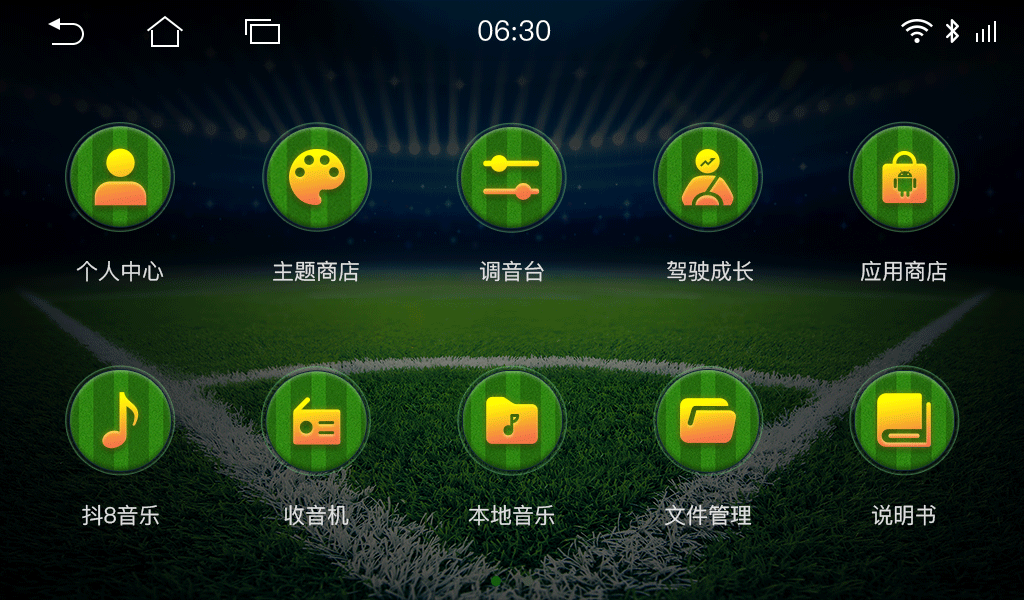 06:30
个人中心
主题商店
调音台
驾驶成长
应用商店
抖8音乐
收音机
本地音乐
文件管理
说明书